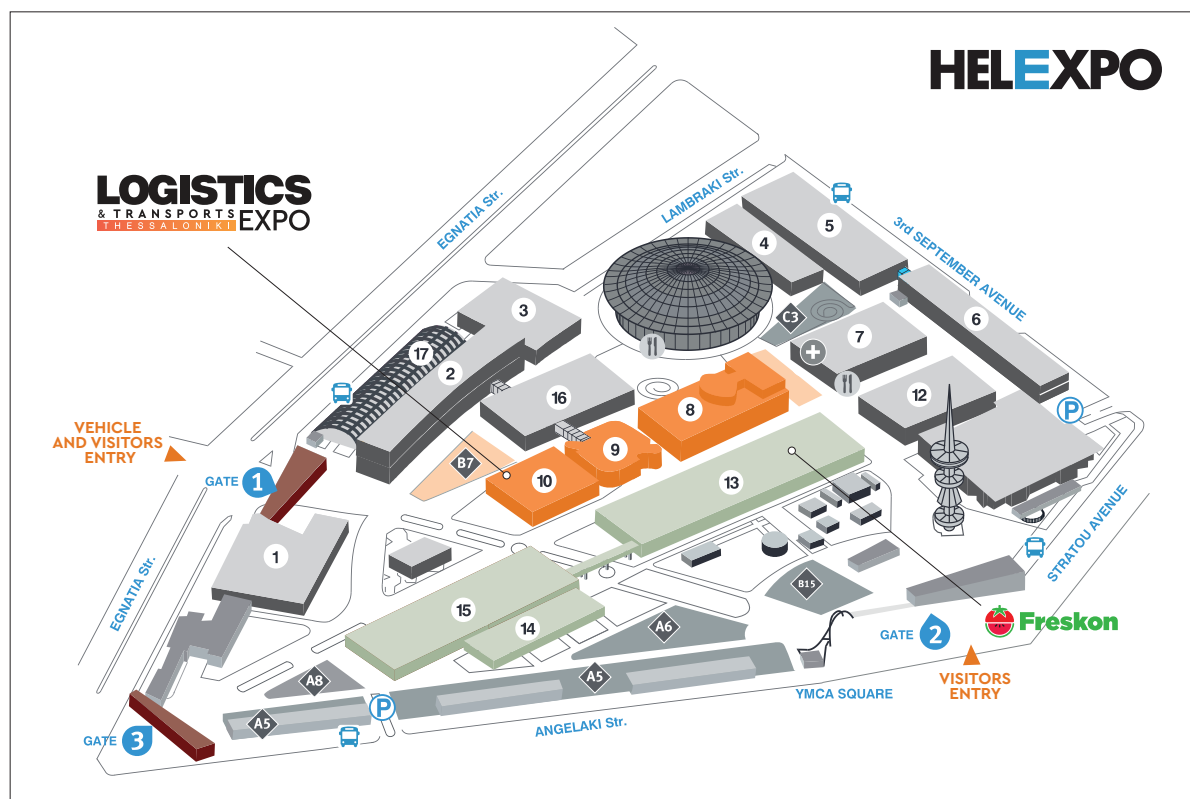 HELEXPO
LOGISTICS
& TRANSPORTS
THESSALONIKI
EXPO
EGNATIA Str.
LAMBRAKI Str.
3rd SEPTEMBER AVENUE
5
4
6
C3
3
7
17
2
16
12
8
P
VEHICLE
AND VISITORS
ENTRY
9
B7
10
13
GATE 1
1
STRATOU AVENUE
EGNATIA Str.
B15
15
14
A6
Freskon
GATE 2
A8
A5
VISITORS
ENTRY
YMCA SQUARE
P
A5
ANGELAKI Str.
GATE 3